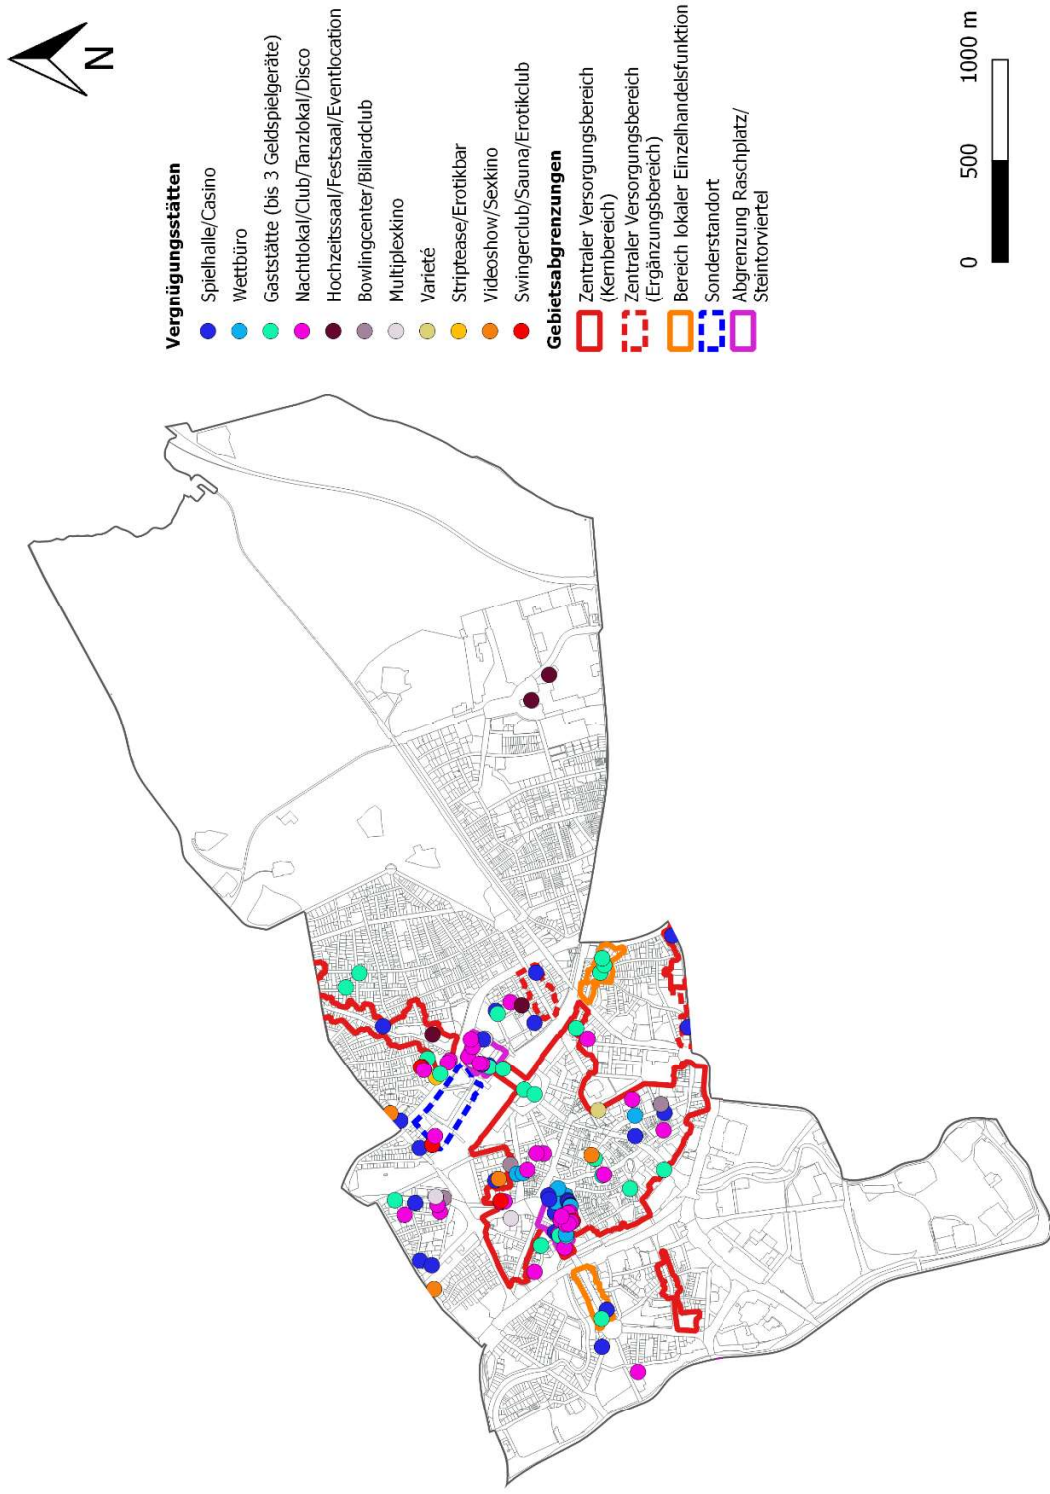 N
Vergnügungsstätten
Spielhalle/Casino
Wettbüro
Gaststätte (bis 3 Geldspielgeräte)
Nachtlokal/Club/Tanzlokal/Disco
Hochzeitssaal/Festsaal/Eventlocation
Bowlingcenter/Billardclub
Multiplexkino
Varieté
Striptease/Erotikbar
Videoshow/Sexkino
Swingerclub/Sauna/Erotikclub
Gebietsabgrenzungen
Zentraler Versorgungsbereich
(Kernbereich)
Zentraler Versorgungsbereich
(Ergänzungsbereich)
Bereich lokaler Einzelhandelsfunktion
Sonderstandort
Abgrenzung Raschplatz/
Steintorviertel
0 500 1000 m